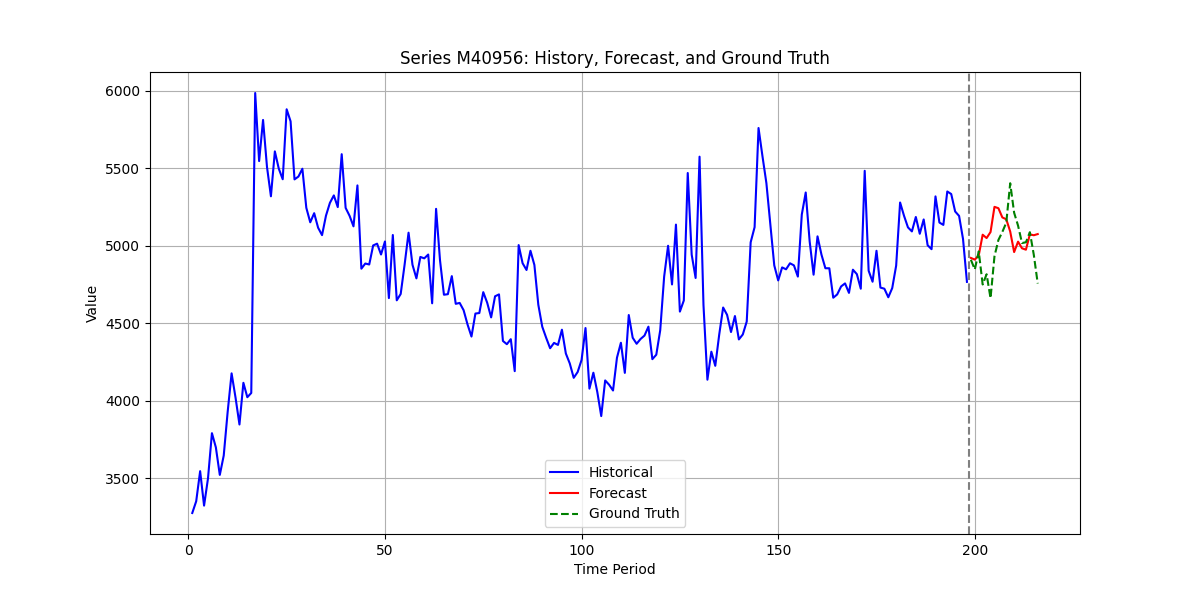 Series M40956: History, Forecast, and Ground Truth
Value
6000
5500
5000
4500
4000
3500
0
50
100
150
200
Time Period
Historical
Forecast
Ground Truth